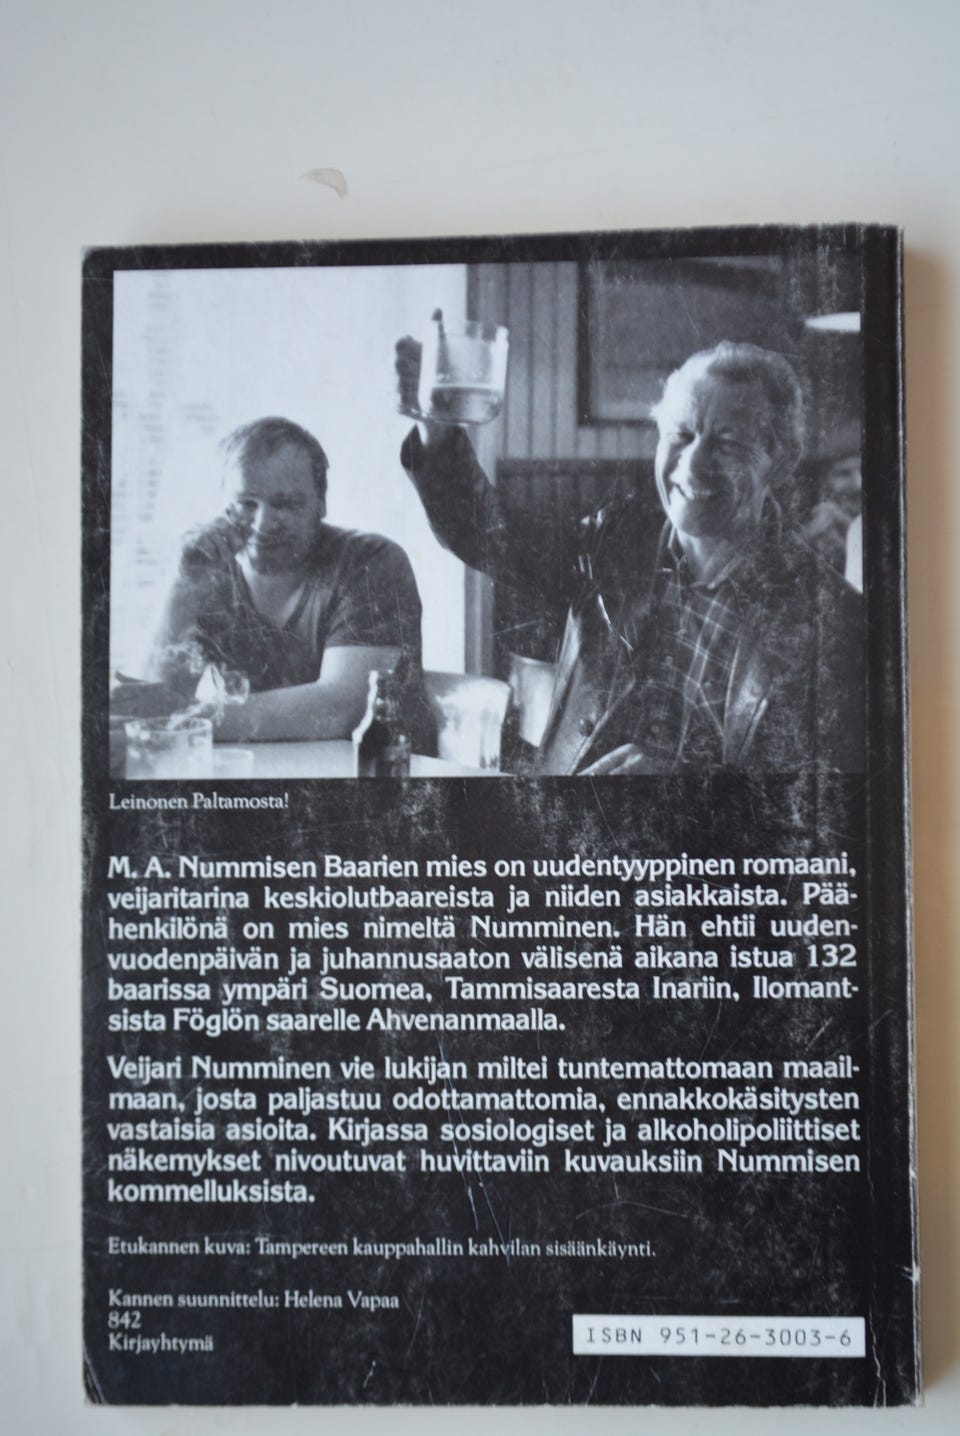 Leinonen Paltamosta!
M. A. Nummisen Baarien mies on uudentyyppinen romaani,
veijaritarina keskiolutbaareista ja niiden asiakkaista. Pää-
henkilönä on mies nimeltä Numminen. Hän ehtii uuden-
vuodenpäivän ja juhannusaaton välisenä aikana istua 132
baarissa ympäri Suomea, Tammisaaresta Inariin, Ilomant-
sista Föglön saarelle Ahvenanmaalla.
Veijari Numminen vie lukijan miltei tuntemattomaan maail-
maan, josta paljastuu odottamattomia, ennakkokäsitysten
vastaisia asioita. Kirjassa sosiologiset ja alkoholipoliittiset
näkemykset nivoutuvat huvittaviin kuvauksiin Nummisen
kommelluksista.
Etukannen kuva: Tampereen kauppahallin kahvilan sisäänkäynti.
Kannen suunnittelu: Helena Vapaa
842
Kirjayhtymä
ISBN 951-26-3003-6